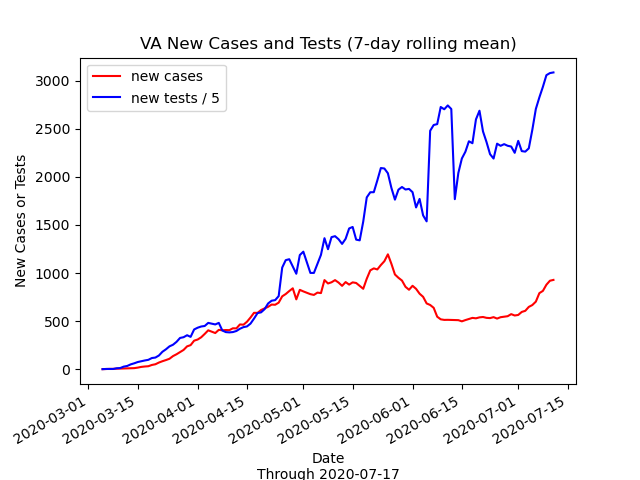 VA New Cases and Tests (7-day rolling mean)
new cases
new tests / 5
New Cases or Tests
3000
2500
2000
1500
1000
500
0
2020-03-01
2020-03-15
2020-04-01
2020-04-15
2020-05-01
2020-05-15
2020-06-01
2020-06-15
2020-07-01
2020-07-15
Date
Through 2020-07-17